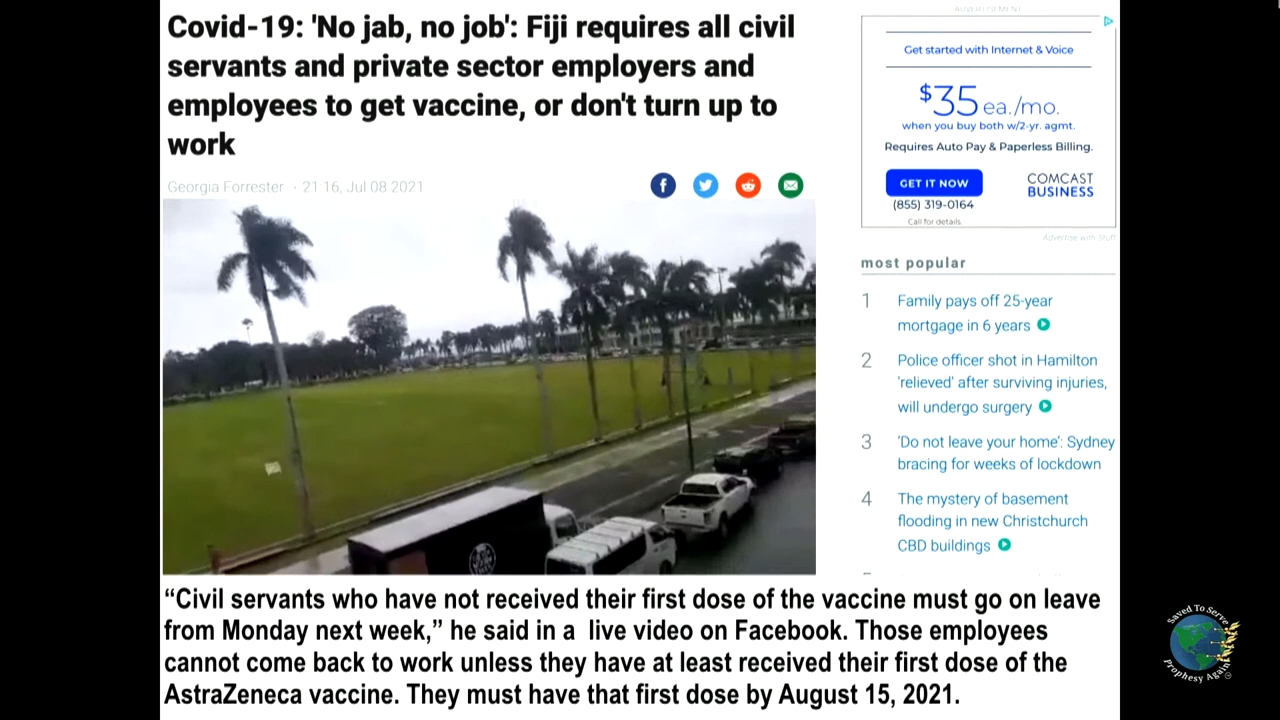 Covid-19: 'No jab, no job': Fiji requires all civil
servants and private sector employers and
employees to get vaccine, or don't turn up to
work
Georgia Forrester · 21:16, Jul 08 2021
ADVERTISEMENT
Get started with Internet & Voice
$35 ea./mo.
when you buy both w/2-yr. agmt.
Requires Auto Pay & Paperless Billing.
GET IT NOW
(855) 319-0164
Call for details.
COMCAST
BUSINESS
Advertise with Stuff
most popular
1 Family pays off 25-year
mortgage in 6 years
2 Police officer shot in Hamilton
'relieved' after surviving injuries,
will undergo surgery
3 'Do not leave your home': Sydney
bracing for weeks of lockdown
4 The mystery of basement
flooding in new Christchurch
CBD buildings
“Civil servants who have not received their first dose of the vaccine must go on leave
from Monday next week,” he said in a live video on Facebook. Those employees
cannot come back to work unless they have at least received their first dose of the
AstraZeneca vaccine. They must have that first dose by August 15, 2021.
Saved To Serve
Prophesy Again